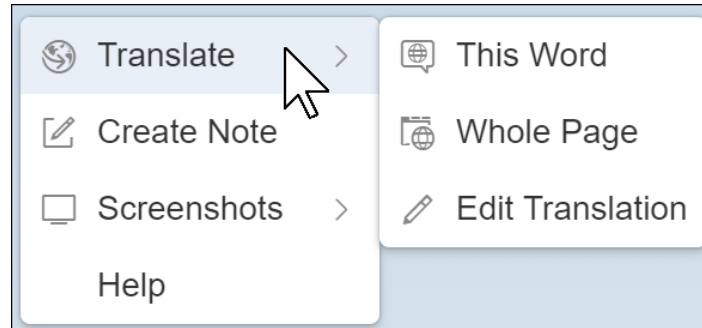 Translate
Create Note
Screenshots
Help
This Word
Whole Page
Edit Translation